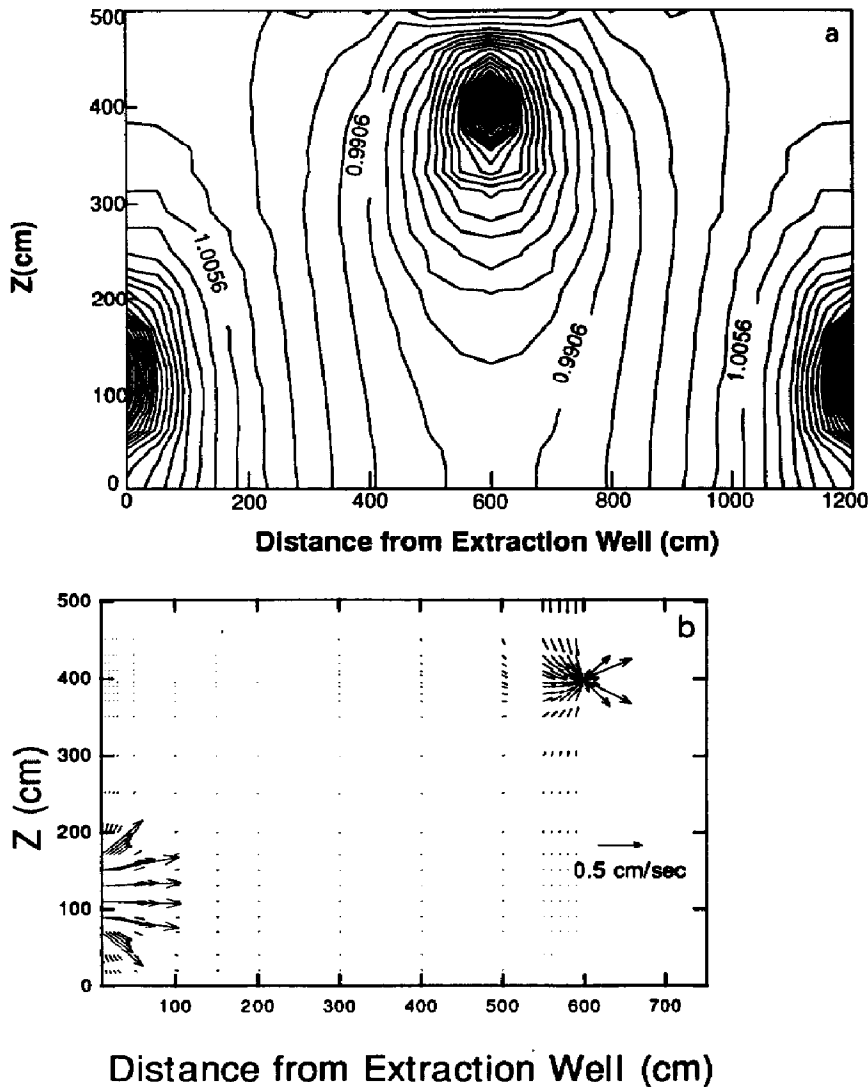 a
500
400
300
200
100
0
Z(cm)
0.9906
1.0056
0.9906
1.0056
0 200 400 600 800 1000 1200
Distance from Extraction Well (cm)
b
500
400
300
200
100
0
Z (cm)
0.5 cm/sec
100 200 300 400 500 600 700
Distance from Extraction Well (cm)